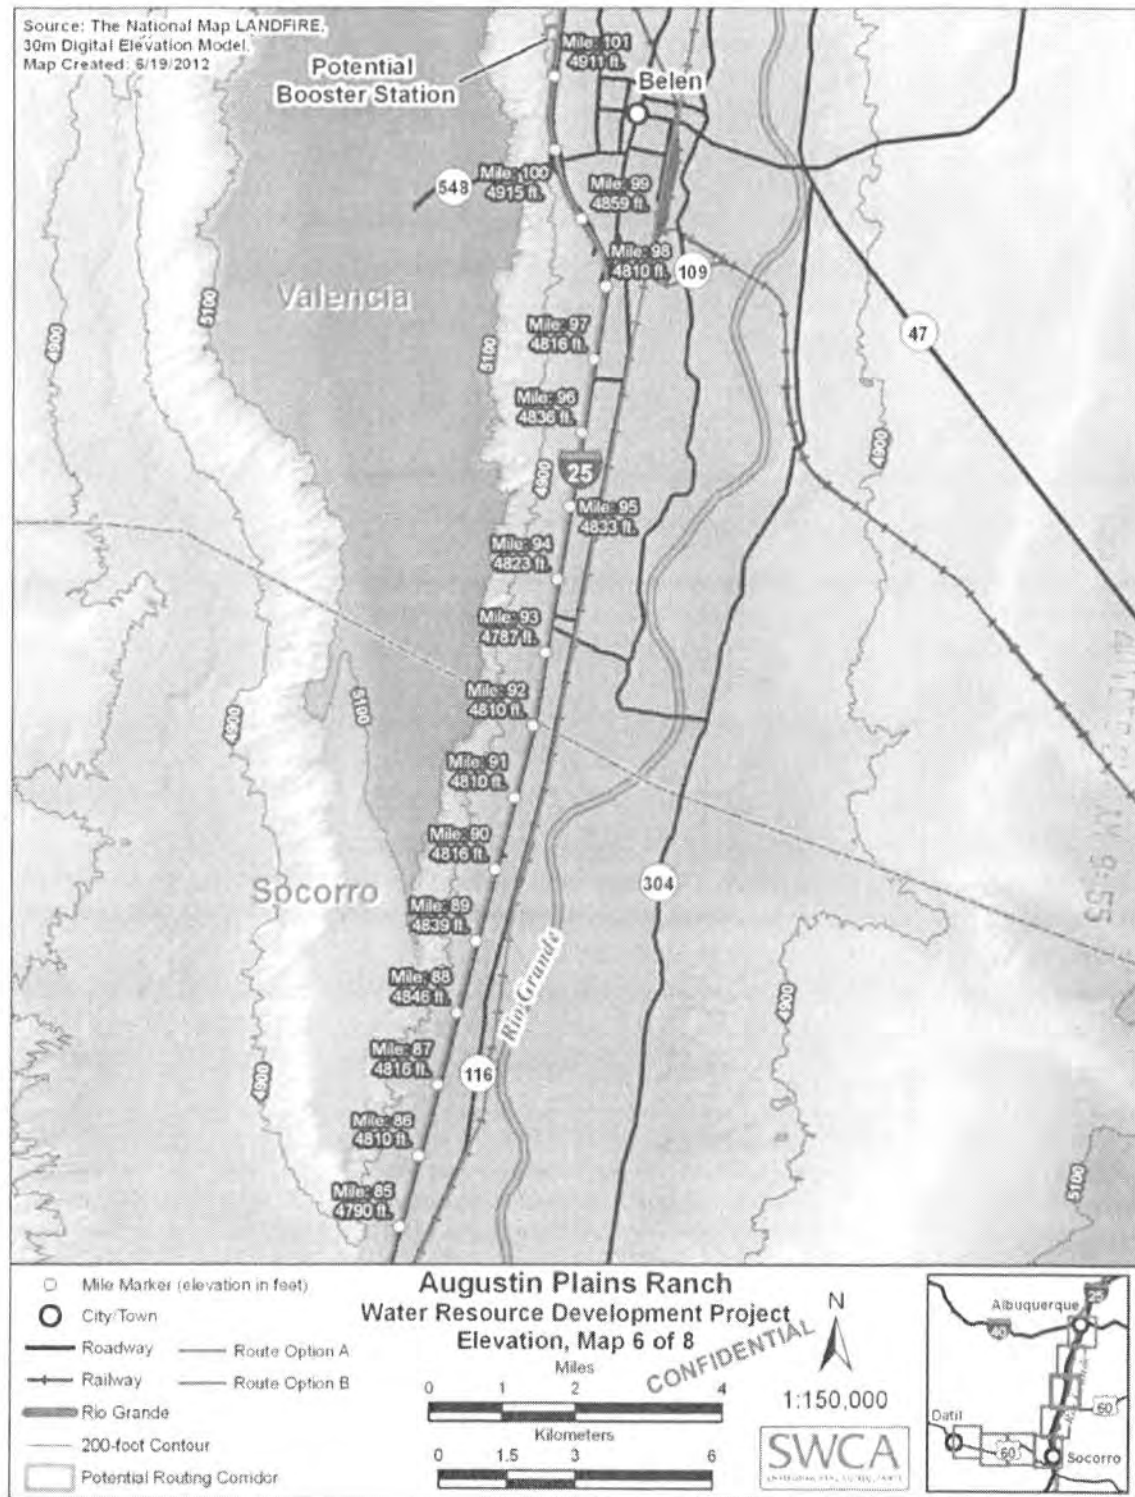 Source: The National Map LANDFIRE,
30m Digital Elevation Model.
Map Created: 6/19/2012
Potential
Booster Station
Mile: 101
4911 ft.
Belen
Mile: 100
4915 ft.
548
Mile: 99
4859 ft.
Mile: 98
4810 ft.
109
Valencia
5100
4900
5100
Mile: 97
4816 ft.
47
Mile: 96
4836 ft.
4900
4900
25
Mile: 95
4833 ft.
Mile: 94
4823 ft.
Mile: 93
4787 ft.
Mile: 92
4810 ft.
5100
4900
Mile: 91
4810 ft.
Mile: 90
4816 ft.
Socorro
304
Mile: 89
4839 ft.
Rio Grande
Mile: 88
4846 ft.
4900
Mile: 87
4816 ft.
116
4900
Mile: 86
4810 ft.
Mile: 85
4790 ft.
5100
Mile Marker (elevation in feet)
City/Town
Roadway
Railway
Rio Grande
200-foot Contour
Potential Routing Corridor
Route Option A
Route Option B
Augustin Plains Ranch
Water Resource Development Project
Elevation, Map 6 of 8
CONFIDENTIAL
Miles
0 1 2 4
Kilometers
0 1.5 3 6
N
1:150,000
SWCA
25
Albuquerque
40
60
Datil
60
Socorro